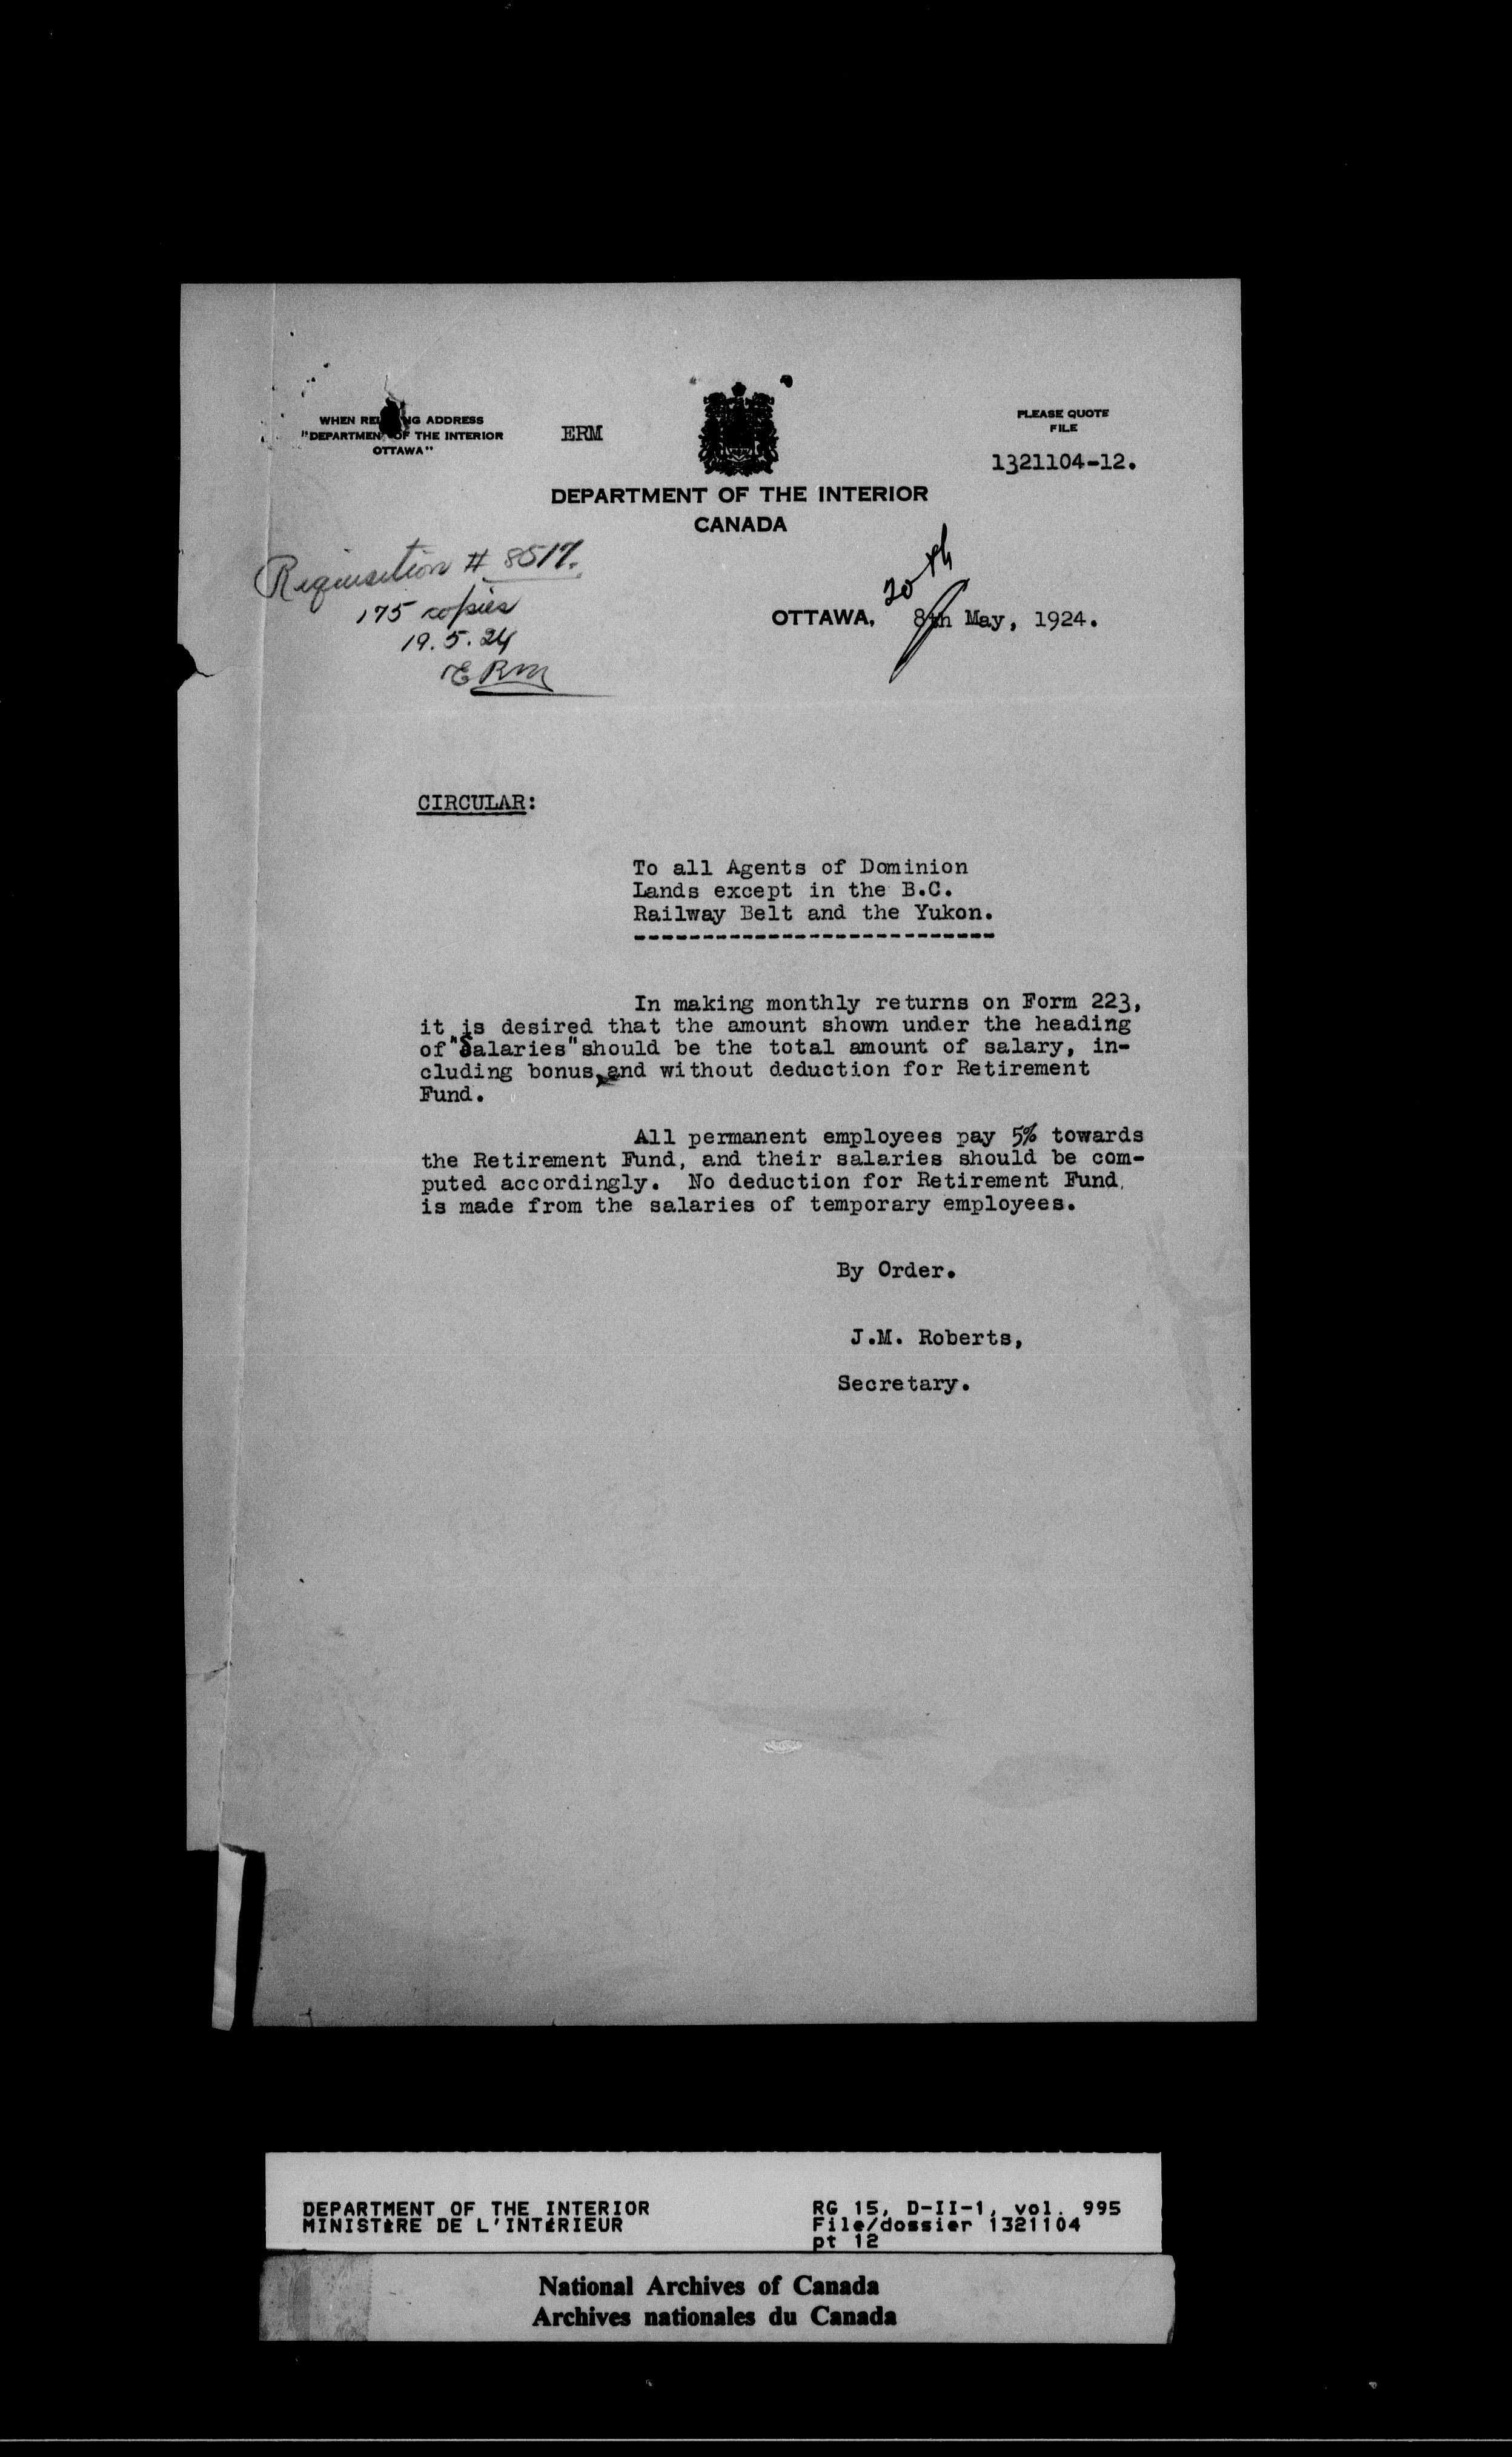 WHEN REPLYING ADDRESS
"DEPARTMENT OF THE INTERIOR
OTTAWA"
ERM
PLEASE QUOTE
FILE
1321104-12.
DEPARTMENT OF THE INTERIOR
CANADA
Requisition # 8517.
175 copies
19.5.24
ERM
20th
OTTAWA, 8th May, 1924.
CIRCULAR:
To all Agents of Dominion
Lands except in the B.C.
Railway Belt and the Yukon.
---------------------------
In making monthly returns on Form 223,
it is desired that the amount shown under the heading
of "Salaries" should be the total amount of salary, in-
cluding bonus, and without deduction for Retirement
Fund.
All permanent employees pay 5% towards
the Retirement Fund, and their salaries should be com-
puted accordingly. No deduction for Retirement Fund
is made from the salaries of temporary employees.
By Order.
J.M. Roberts,
Secretary.
DEPARTMENT OF THE INTERIOR
MINISTÈRE DE L'INTÉRIEUR
RG 15, D-II-1, vol. 995
File/dossier 1321104
pt 12
National Archives of Canada
Archives nationales du Canada